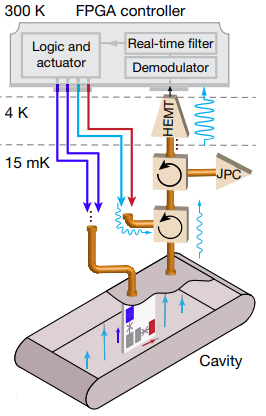 300 K FPGA controller
Logic and
actuator
Real-time filter
Demodulator
4 K
HEMT
15 mK
JPC
Cavity